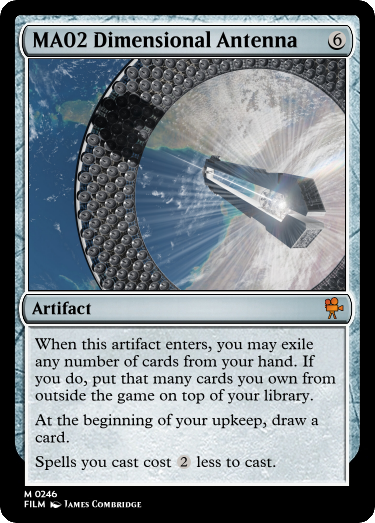 MA02 Dimensional Antenna 6
Artifact
When this artifact enters, you may exile
any number of cards from your hand. If
you do, put that many cards you own from
outside the game on top of your library.
At the beginning of your upkeep, draw a
card.
Spells you cast cost 2 less to cast.
M 0246
FILM James Combridge